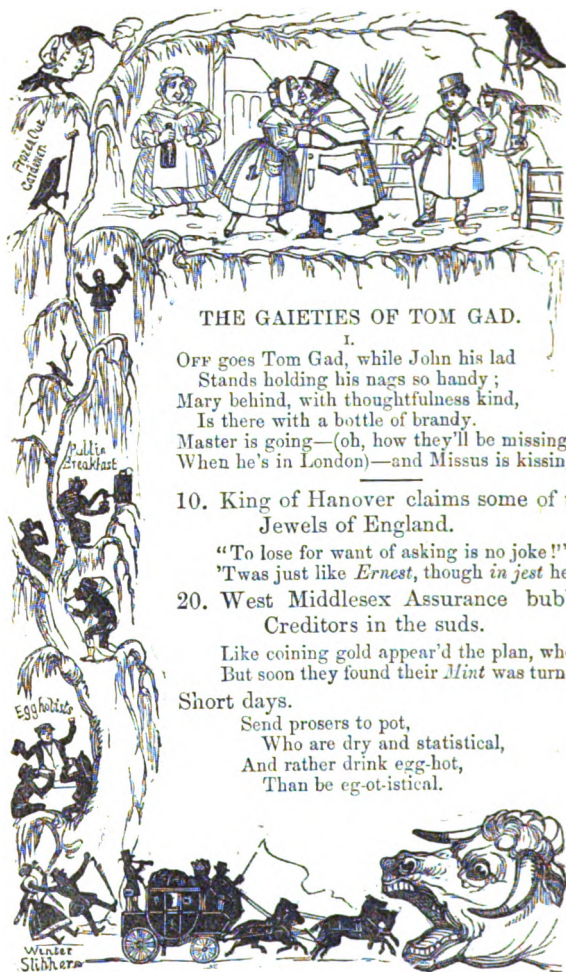 Frozen Out
THE GAIETIES OF TOM GAD.
I.
OFF goes Tom Gad, while John his lad
Stands holding his nags so handy;
Mary behind, with thoughtfulness kind,
Is there with a bottle of brandy.
Master is going—(oh, how they'll be missing
When he's in London)—and Missus is kissin
Public
Breakfast
10. King of Hanover claims some of
Jewels of England.
"To lose for want of asking is no joke!"
'Twas just like Ernest, though in jest he
20. West Middlesex Assurance bub
Creditors in the suds.
Like coining gold appear'd the plan, wh
But soon they found their Mint was turn
Short days.
Send prosers to pot,
Who are dry and statistical,
And rather drink egg-hot,
Than be eg-ot-istical.
Egghotists
Winter